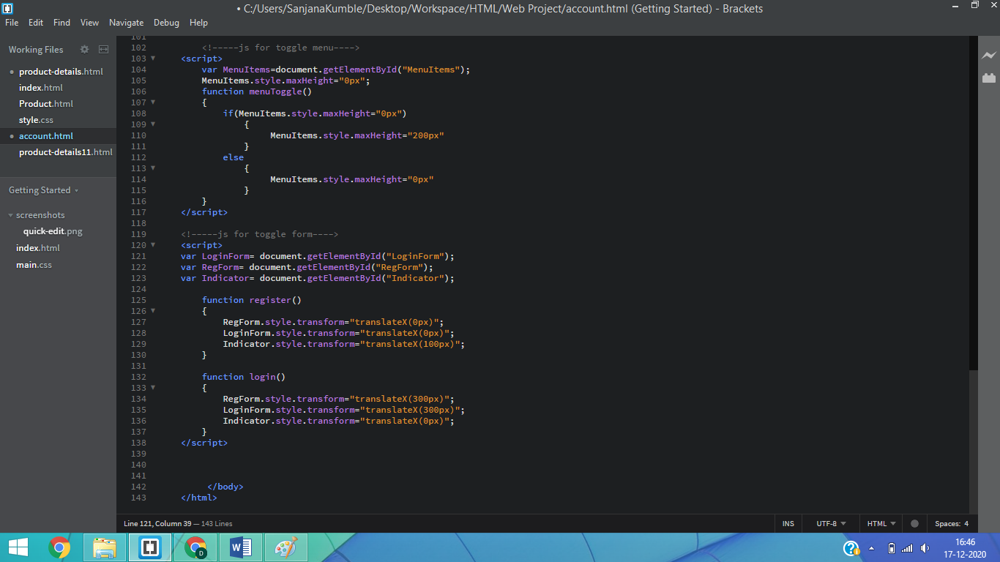 • C:/Users/SanjanaKumble/Desktop/Workspace/HTML/Web Project/account.html (Getting Started) - Brackets
File Edit Find View Navigate Debug Help
Working Files
• product-details.html
index.html
Product.html
style.css
• account.html
product-details11.html
Getting Started
screenshots
quick-edit.png
index.html
main.css
101
102 <!-----js for toggle menu---->
103 <script>
104 var MenuItems=document.getElementById("MenuItems");
105 MenuItems.style.maxHeight="0px";
106 function menuToggle()
107 {
108 if(MenuItems.style.maxHeight="0px")
109 {
110 MenuItems.style.maxHeight="200px"
111 }
112 else
113 {
114 MenuItems.style.maxHeight="0px"
115 }
116 }
117 </script>
118
119 <!-----js for toggle form---->
120 <script>
121 var LoginForm= document.getElementById("LoginForm");
122 var RegForm= document.getElementById("RegForm");
123 var Indicator= document.getElementById("Indicator");
124
125 function register()
126 {
127 RegForm.style.transform="translateX(0px)";
128 LoginForm.style.transform="translateX(0px)";
129 Indicator.style.transform="translateX(100px)";
130 }
131
132 function login()
133 {
134 RegForm.style.transform="translateX(300px)";
135 LoginForm.style.transform="translateX(300px)";
136 Indicator.style.transform="translateX(0px)";
137 }
138 </script>
139
140
141
142 </body>
143 </html>
Line 121, Column 39 — 143 Lines
INS UTF-8 HTML Spaces: 4
D
16:46
17-12-2020